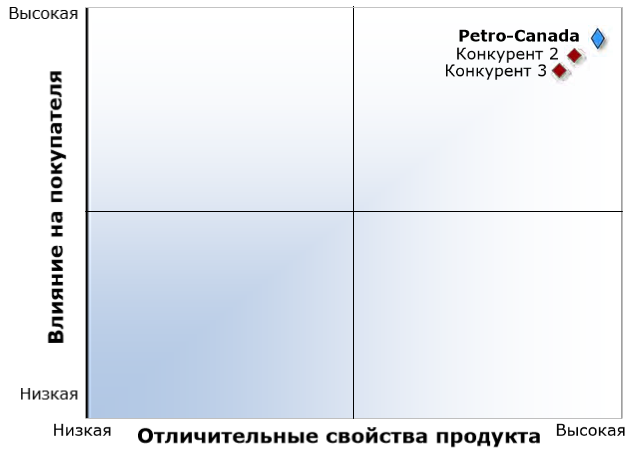 Высокая
Petro-Canada
Конкурент 2
Конкурент 3
Влияние на покупателя
Низкая
Низкая
Отличительные свойства продукта
Высокая